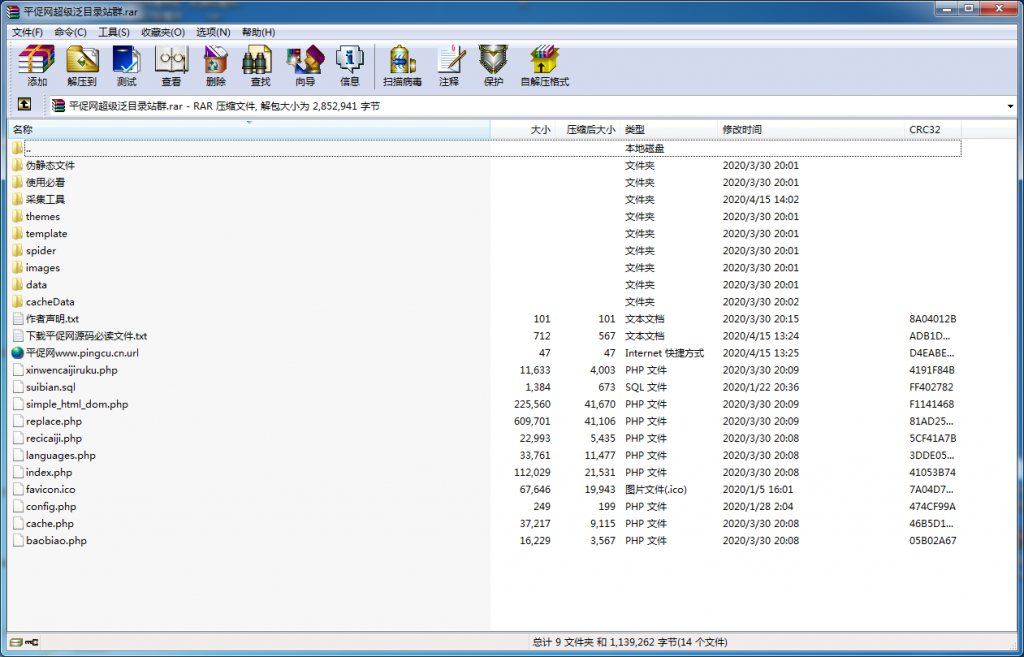 平促网超级泛目录站群.rar
文件(F) 命令(C) 工具(S) 收藏夹(O) 选项(N) 帮助(H)
添加 解压到 测试 查看 删除 查找 向导 信息 扫描病毒 注释 保护 自解压格式
平促网超级泛目录站群.rar - RAR 压缩文件, 解包大小为 2,852,941 字节
名称 大小 压缩后大小 类型 修改时间 CRC32
.. 本地磁盘
伪静态文件 文件夹 2020/3/30 20:01
使用必看 文件夹 2020/3/30 20:01
采集工具 文件夹 2020/4/15 14:02
themes 文件夹 2020/3/30 20:01
template 文件夹 2020/3/30 20:01
spider 文件夹 2020/3/30 20:01
images 文件夹 2020/3/30 20:01
data 文件夹 2020/3/30 20:01
cacheData 文件夹 2020/3/30 20:02
作者声明.txt 101 101 文本文档 2020/3/30 20:15 8A04012B
下载平促网源码必读文件.txt 712 567 文本文档 2020/4/15 13:24 ADB1D...
平促网www.pingcu.cn.url 47 47 Internet 快捷方式 2020/4/15 13:25 D4EABE...
xinwencaijiruku.php 11,633 4,003 PHP 文件 2020/3/30 20:09 4191F84B
suibian.sql 1,384 673 SQL 文件 2020/1/22 20:36 FF402782
simple_html_dom.php 225,560 41,670 PHP 文件 2020/3/30 20:09 F1141468
replace.php 609,701 41,106 PHP 文件 2020/3/30 20:09 81AD25...
recicaiji.php 22,993 5,435 PHP 文件 2020/3/30 20:08 5CF41A7B
languages.php 33,761 11,477 PHP 文件 2020/3/30 20:08 3DDE05...
index.php 112,029 21,531 PHP 文件 2020/3/30 20:08 41053B74
favicon.ico 67,646 19,943 图片文件(.ico) 2020/1/5 16:01 7A04D7...
config.php 249 199 PHP 文件 2020/1/28 2:04 474CF99A
cache.php 37,217 9,115 PHP 文件 2020/3/30 20:08 46B5D1...
baobiao.php 16,229 3,567 PHP 文件 2020/3/30 20:08 05B02A67
总计 9 文件夹 和 1,139,262 字节(14 个文件)